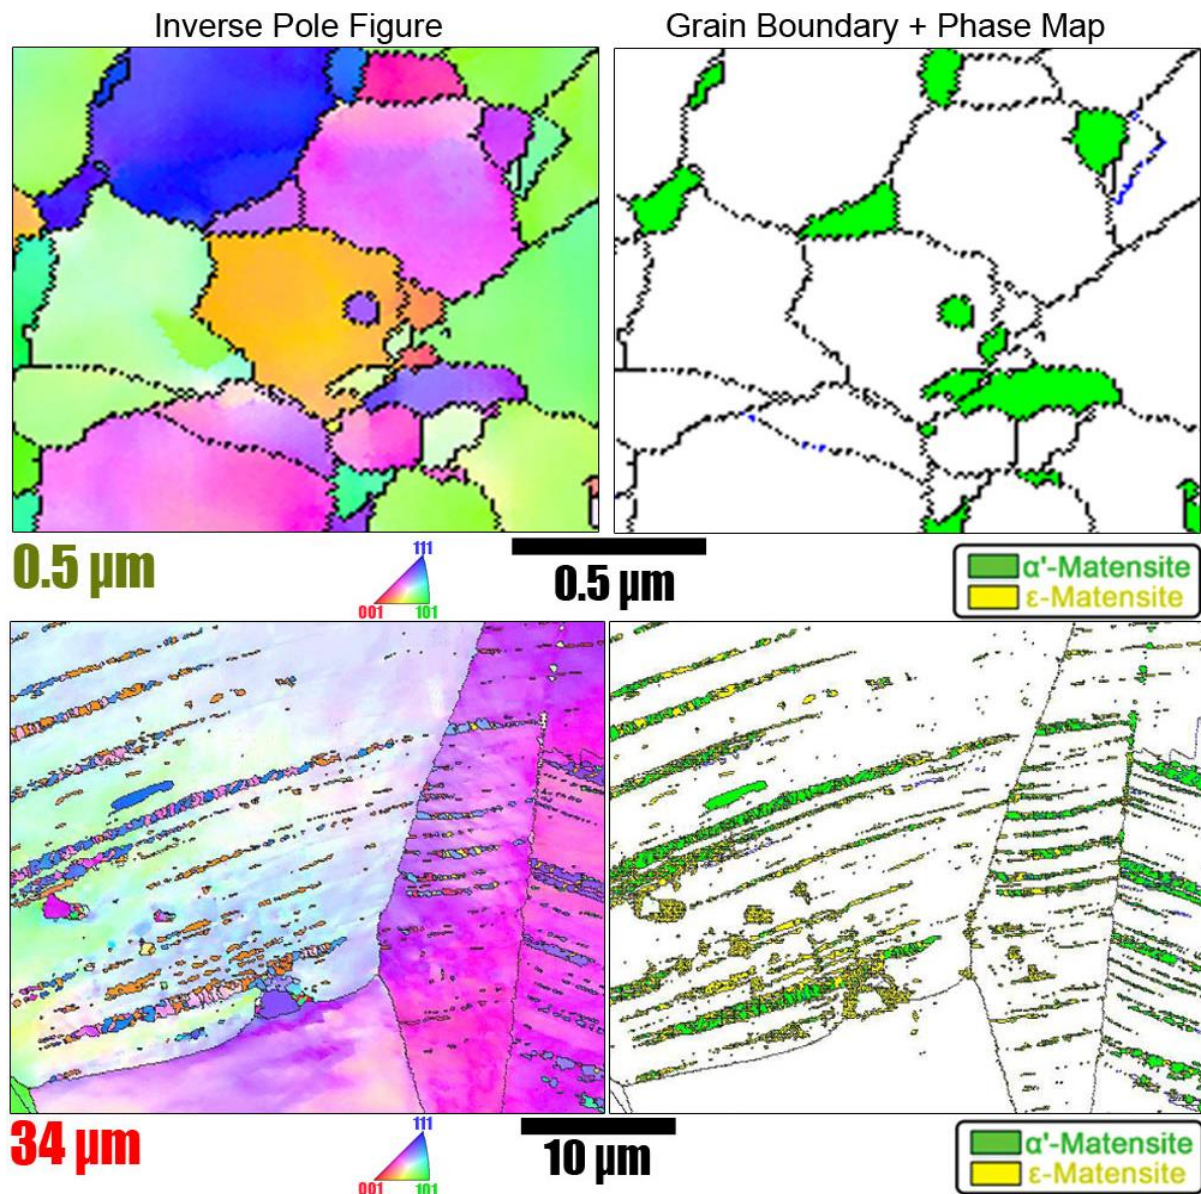 Inverse Pole Figure
Grain Boundary + Phase Map
0.5 µm
111
001
101
0.5 µm
α'-Matensite
ε-Matensite
34 µm
111
001
101
10 µm
α'-Matensite
ε-Matensite